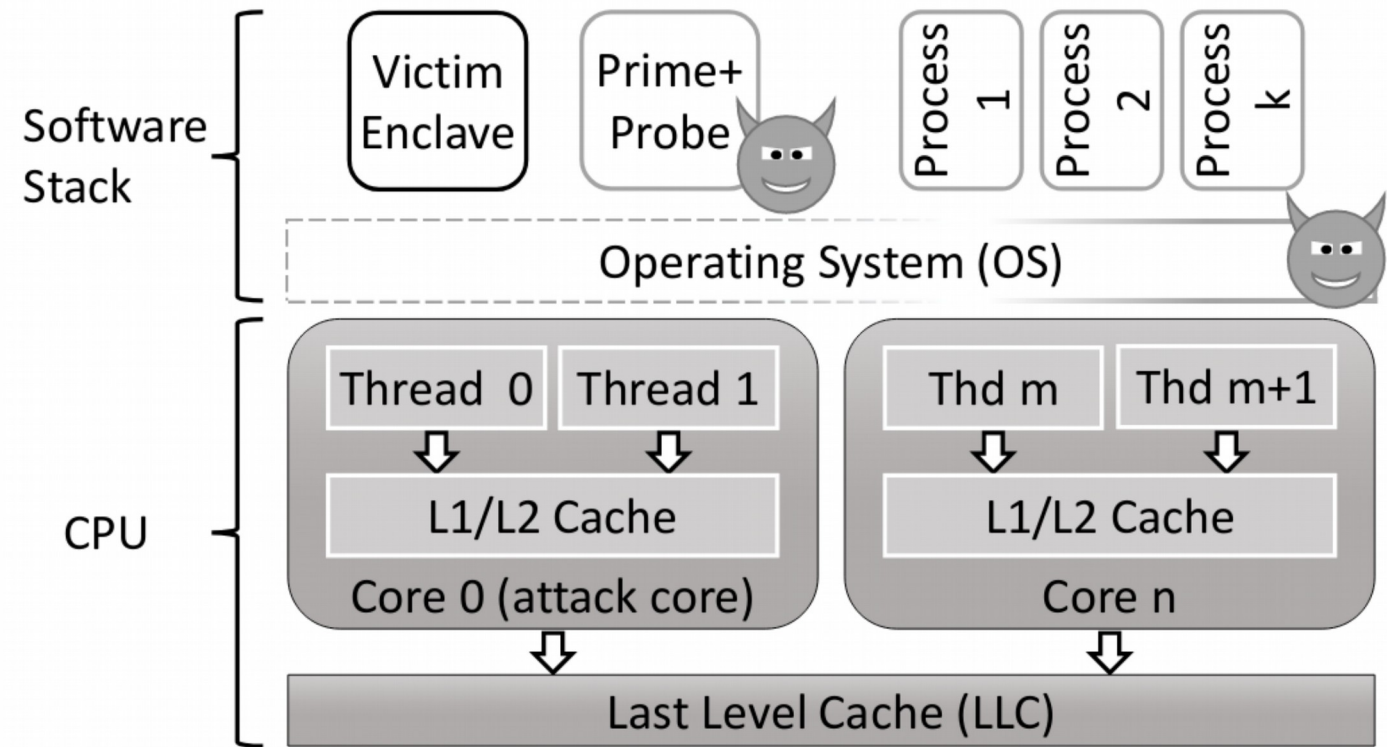 Software
Stack
Victim
Enclave
Prime+
Probe
Process
1
Process
2
Process
k
Operating System (OS)
CPU
Thread 0
Thread 1
Thd m
Thd m+1
L1/L2 Cache
L1/L2 Cache
Core 0 (attack core)
Core n
Last Level Cache (LLC)